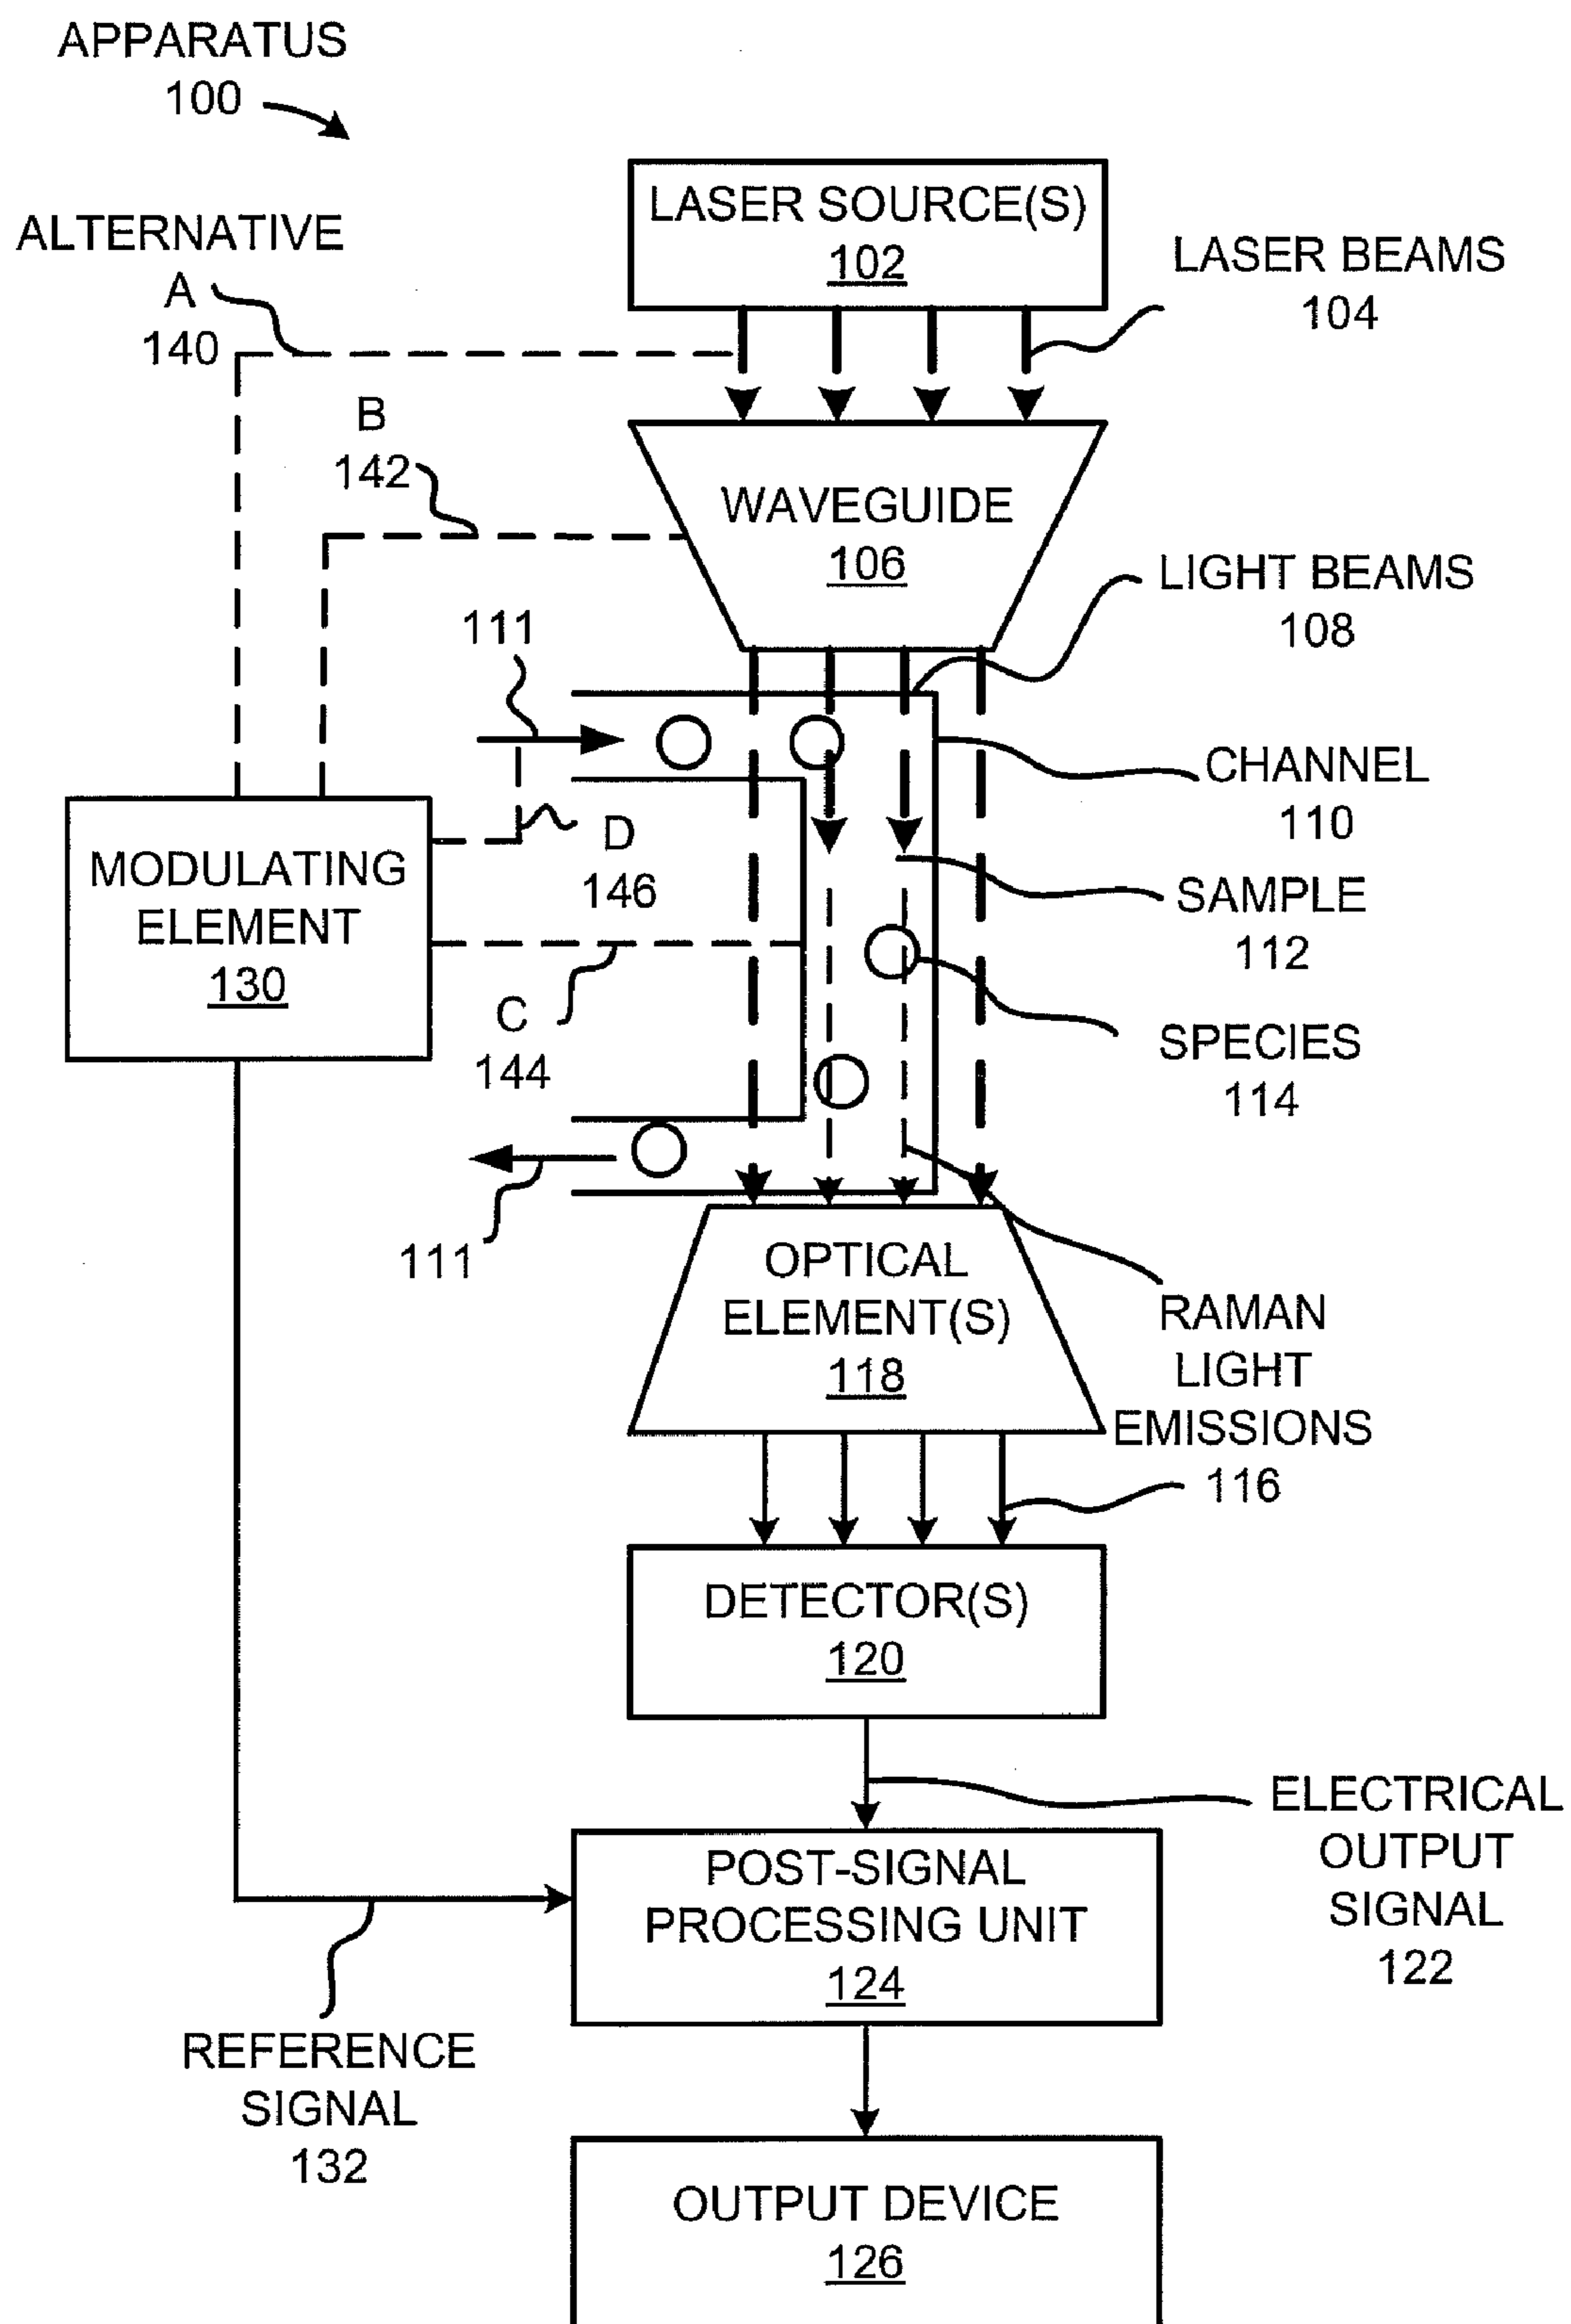 APPARATUS
100
LASER SOURCE(S)
102
LASER BEAMS
104
ALTERNATIVE
A
140
B
142
WAVEGUIDE
106
LIGHT BEAMS
108
111
CHANNEL
110
D
146
MODULATING
ELEMENT
130
SAMPLE
112
C
144
SPECIES
114
111
OPTICAL
ELEMENT(S)
118
RAMAN
LIGHT
EMISSIONS
116
DETECTOR(S)
120
ELECTRICAL
OUTPUT
SIGNAL
122
POST-SIGNAL
PROCESSING UNIT
124
REFERENCE
SIGNAL
132
OUTPUT DEVICE
126